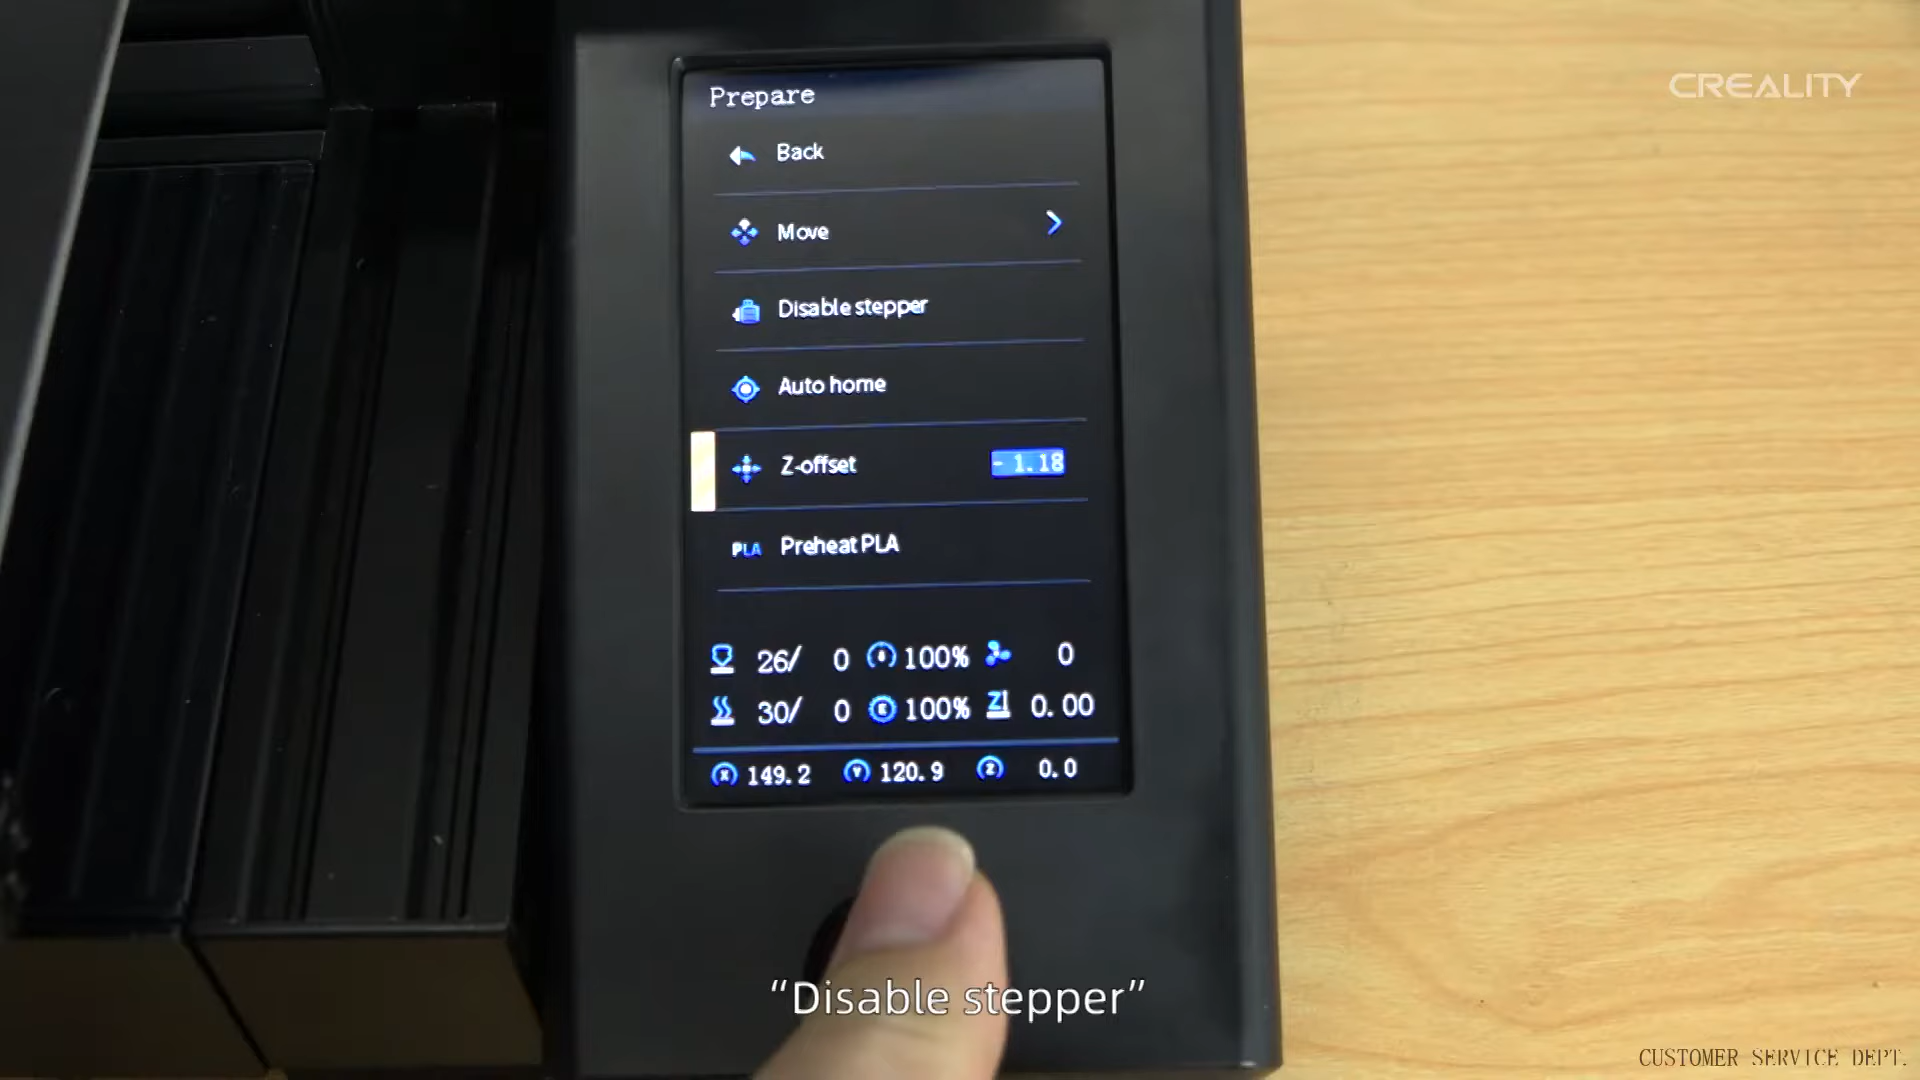 CREALITY
Prepare
Back
Move
Disable stepper
Auto home
Z-offset - 1.18
PLA Preheat PLA
26/ 0 100% 0
30/ 0 E 100% Z 0.00
X 149.2 Y 120.9 Z 0.0
“Disable stepper”
CUSTOMER SERVICE DEPT.